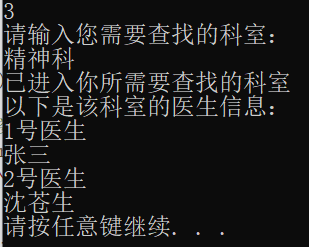 3
请输入您需要查找的科室:
精神科
已进入你所需要查找的科室
以下是该科室的医生信息:
1号医生
张三
2号医生
沈苍生
请按任意键继续. . .